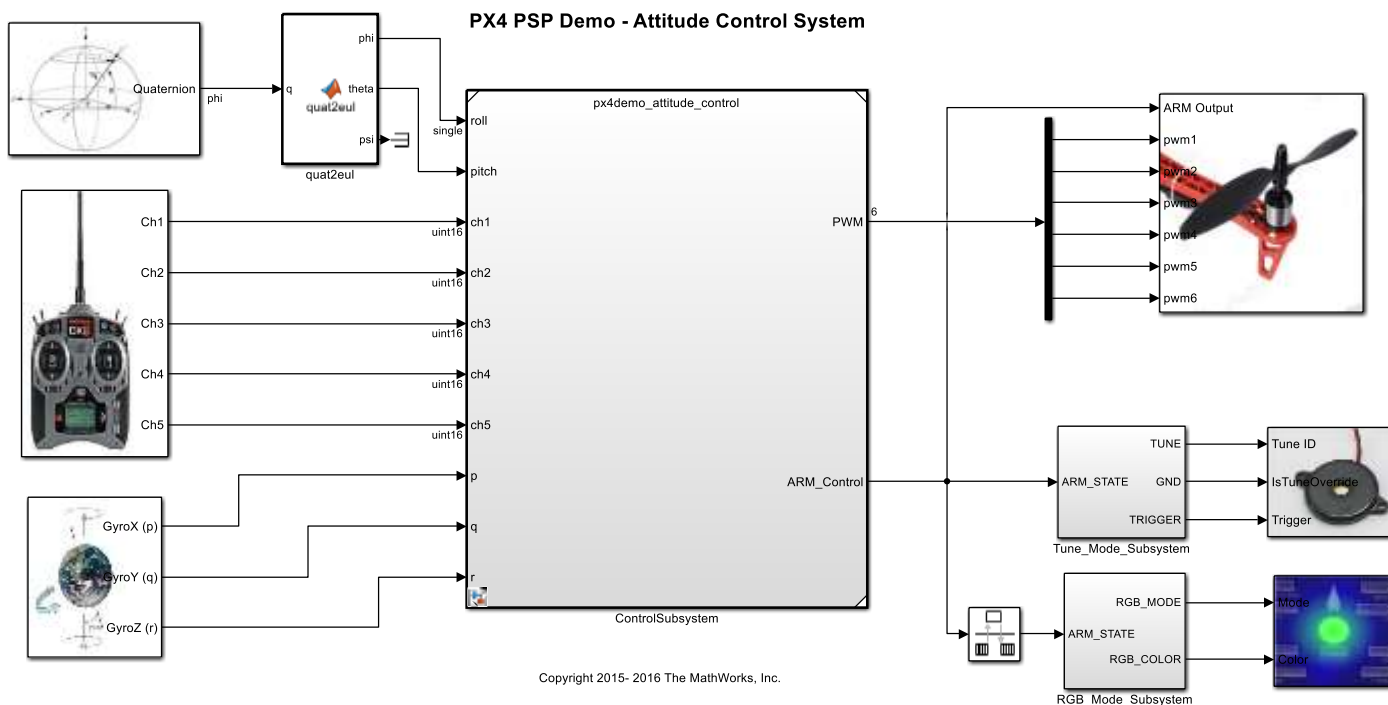 PX4 PSP Demo - Attitude Control System
Quaternion
phi
q
quat2eul
phi
theta
psi
quat2eul
px4demo_attitude_control
single
roll
pitch
Ch1
uint16
ch1
Ch2
uint16
ch2
Ch3
uint16
ch3
Ch4
uint16
ch4
Ch5
uint16
ch5
GyroX (p)
p
GyroY (q)
q
GyroZ (r)
r
PWM
6
ARM_Control
ControlSubsystem
ARM Output
pwm1
pwm2
pwm3
pwm4
pwm5
pwm6
ARM_STATE
TUNE
GND
TRIGGER
Tune_Mode_Subsystem
Tune ID
IsTuneOverride
Trigger
ARM_STATE
RGB_MODE
RGB_COLOR
RGB_Mode_Subsystem
Mode
Color
Copyright 2015- 2016 The MathWorks, Inc.